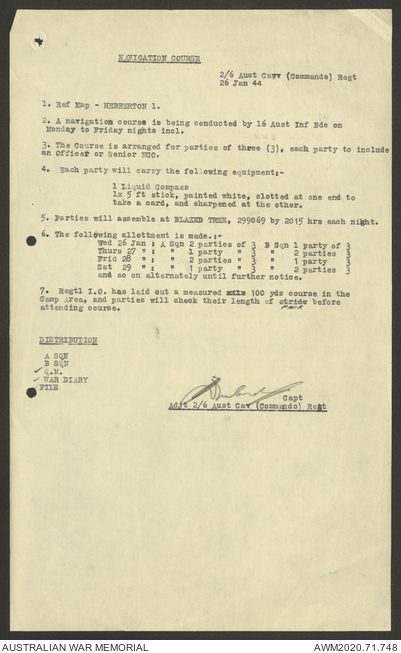 NAVIGATION COURSE
2/6 Aust Cavv (Commando) Regt
26 Jan 44
1. Ref Map - HERBERTON 1.
2. A navigation course is being conducted by 16 Aust Inf Bde on
Monday to Friday nights incl.
3. The Course is arranged for parties of three (3), each party to include
an Officer or Senior NCO.
4. Each party will carry the following equipment;-
1 Liquid Compass
1x 5 ft stick, painted white, slotted at one end to
take a card, and sharpened at the other.
5. Parties will assemble at BLAZED TREE, 299069 by 2015 hrs each night.
6. The following allotment is made.:-
Wed 26 Jan : A Sqn 2 parties of 3 B Sqn 1 party of 3
Thurs 27 " : " 1 party " 3 " 2 parties 3
Frid 28 " : " 2 parties " 3 " 1 party 3
Sat 29 " : " 1 party " 3 " 2 parties 3
and so on alternately until further notice.
7. Regtl I.O. has laid out a measured 100 yds course in the
Camp Area, and parties will check their length of stride before
PACE
attending course.
DISTRIBUTION
A SQN
B SQN
Q.M.
WAR DIARY
FILE
Capt
Adjt 2/6 Aust Cav (Commando) Regt
AUSTRALIAN WAR MEMORIAL
AWM2020.71.748